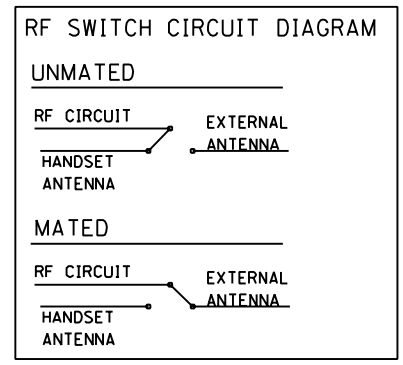 RF SWITCH CIRCUIT DIAGRAM
UNMATED
RF CIRCUIT
EXTERNAL
ANTENNA
HANDSET
ANTENNA
MATED
RF CIRCUIT
EXTERNAL
ANTENNA
HANDSET
ANTENNA